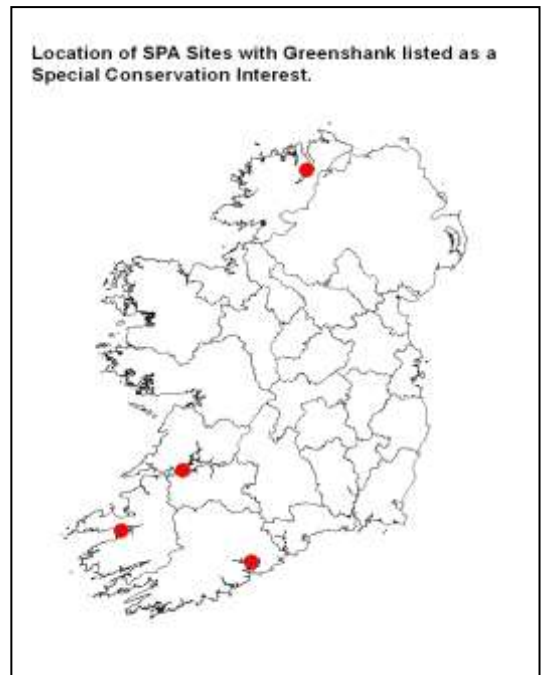 Location of SPA Sites with Greenshank listed as a
Special Conservation Interest.